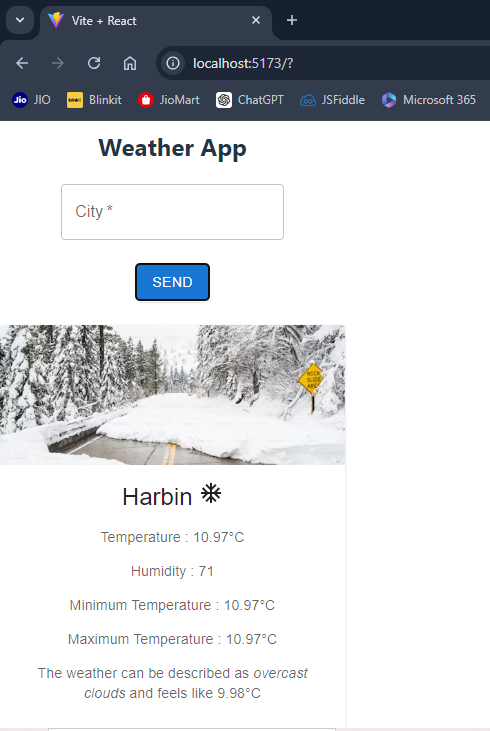 Vite + React
localhost:5173/?
Jio JIO
blinkit Blinkit
JioMart
ChatGPT
JSFiddle
Microsoft 365
Weather App
City *
SEND
ROCK
SLIDE
AREA
Harbin
Temperature : 10.97°C
Humidity : 71
Minimum Temperature : 10.97°C
Maximum Temperature : 10.97°C
The weather can be described as overcast
clouds and feels like 9.98°C